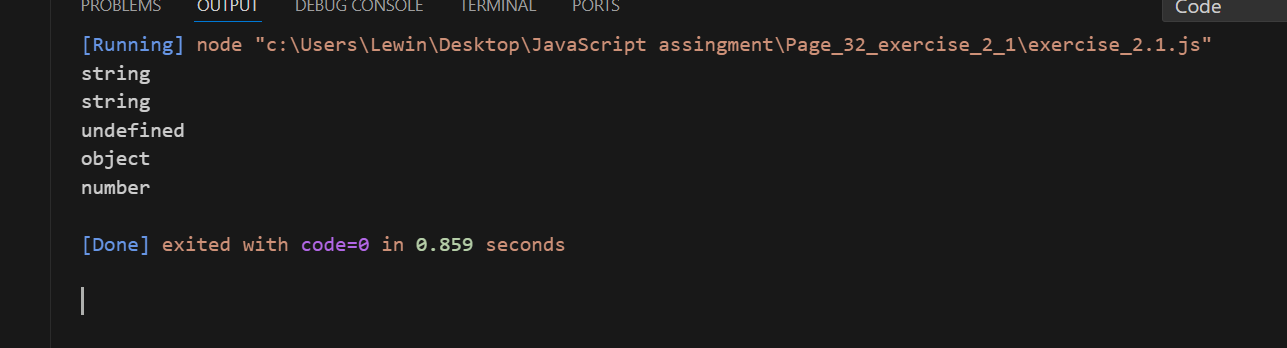 PROBLEMS OUTPUT DEBUG CONSOLE TERMINAL PORTS Code
[Running] node "c:\Users\Lewin\Desktop\JavaScript assingment\Page_32_exercise_2_1\exercise_2.1.js"
string
string
undefined
object
number
[Done] exited with code=0 in 0.859 seconds